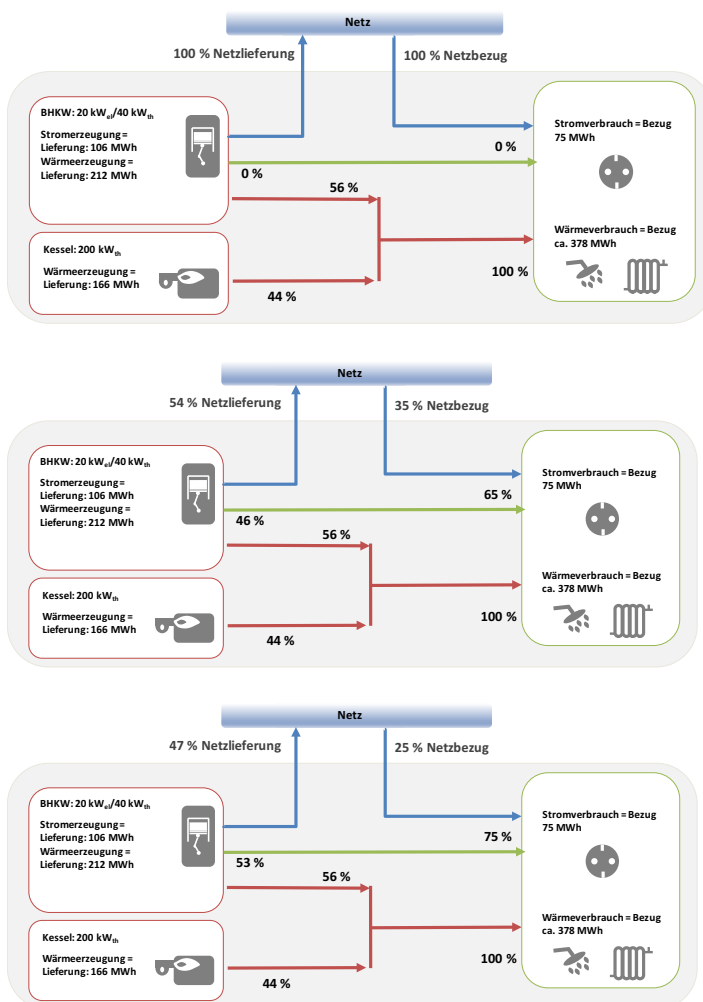 Netz
100 % Netzlieferung
100 % Netzbezug
BHKW: 20 kWel/40 kWth
Stromerzeugung =
Lieferung: 106 MWh
Wärmeerzeugung =
Lieferung: 212 MWh
Stromverbrauch = Bezug
75 MWh
0 %
0 %
56 %
Kessel: 200 kWth
Wärmeerzeugung =
Lieferung: 166 MWh
44 %
Wärmeverbrauch = Bezug
ca. 378 MWh
100 %
Netz
54 % Netzlieferung
35 % Netzbezug
BHKW: 20 kWel/40 kWth
Stromerzeugung =
Lieferung: 106 MWh
Wärmeerzeugung =
Lieferung: 212 MWh
Stromverbrauch = Bezug
75 MWh
46 %
65 %
56 %
Kessel: 200 kWth
Wärmeerzeugung =
Lieferung: 166 MWh
44 %
Wärmeverbrauch = Bezug
ca. 378 MWh
100 %
Netz
47 % Netzlieferung
25 % Netzbezug
BHKW: 20 kWel/40 kWth
Stromerzeugung =
Lieferung: 106 MWh
Wärmeerzeugung =
Lieferung: 212 MWh
Stromverbrauch = Bezug
75 MWh
53 %
75 %
56 %
Kessel: 200 kWth
Wärmeerzeugung =
Lieferung: 166 MWh
44 %
Wärmeverbrauch = Bezug
ca. 378 MWh
100 %